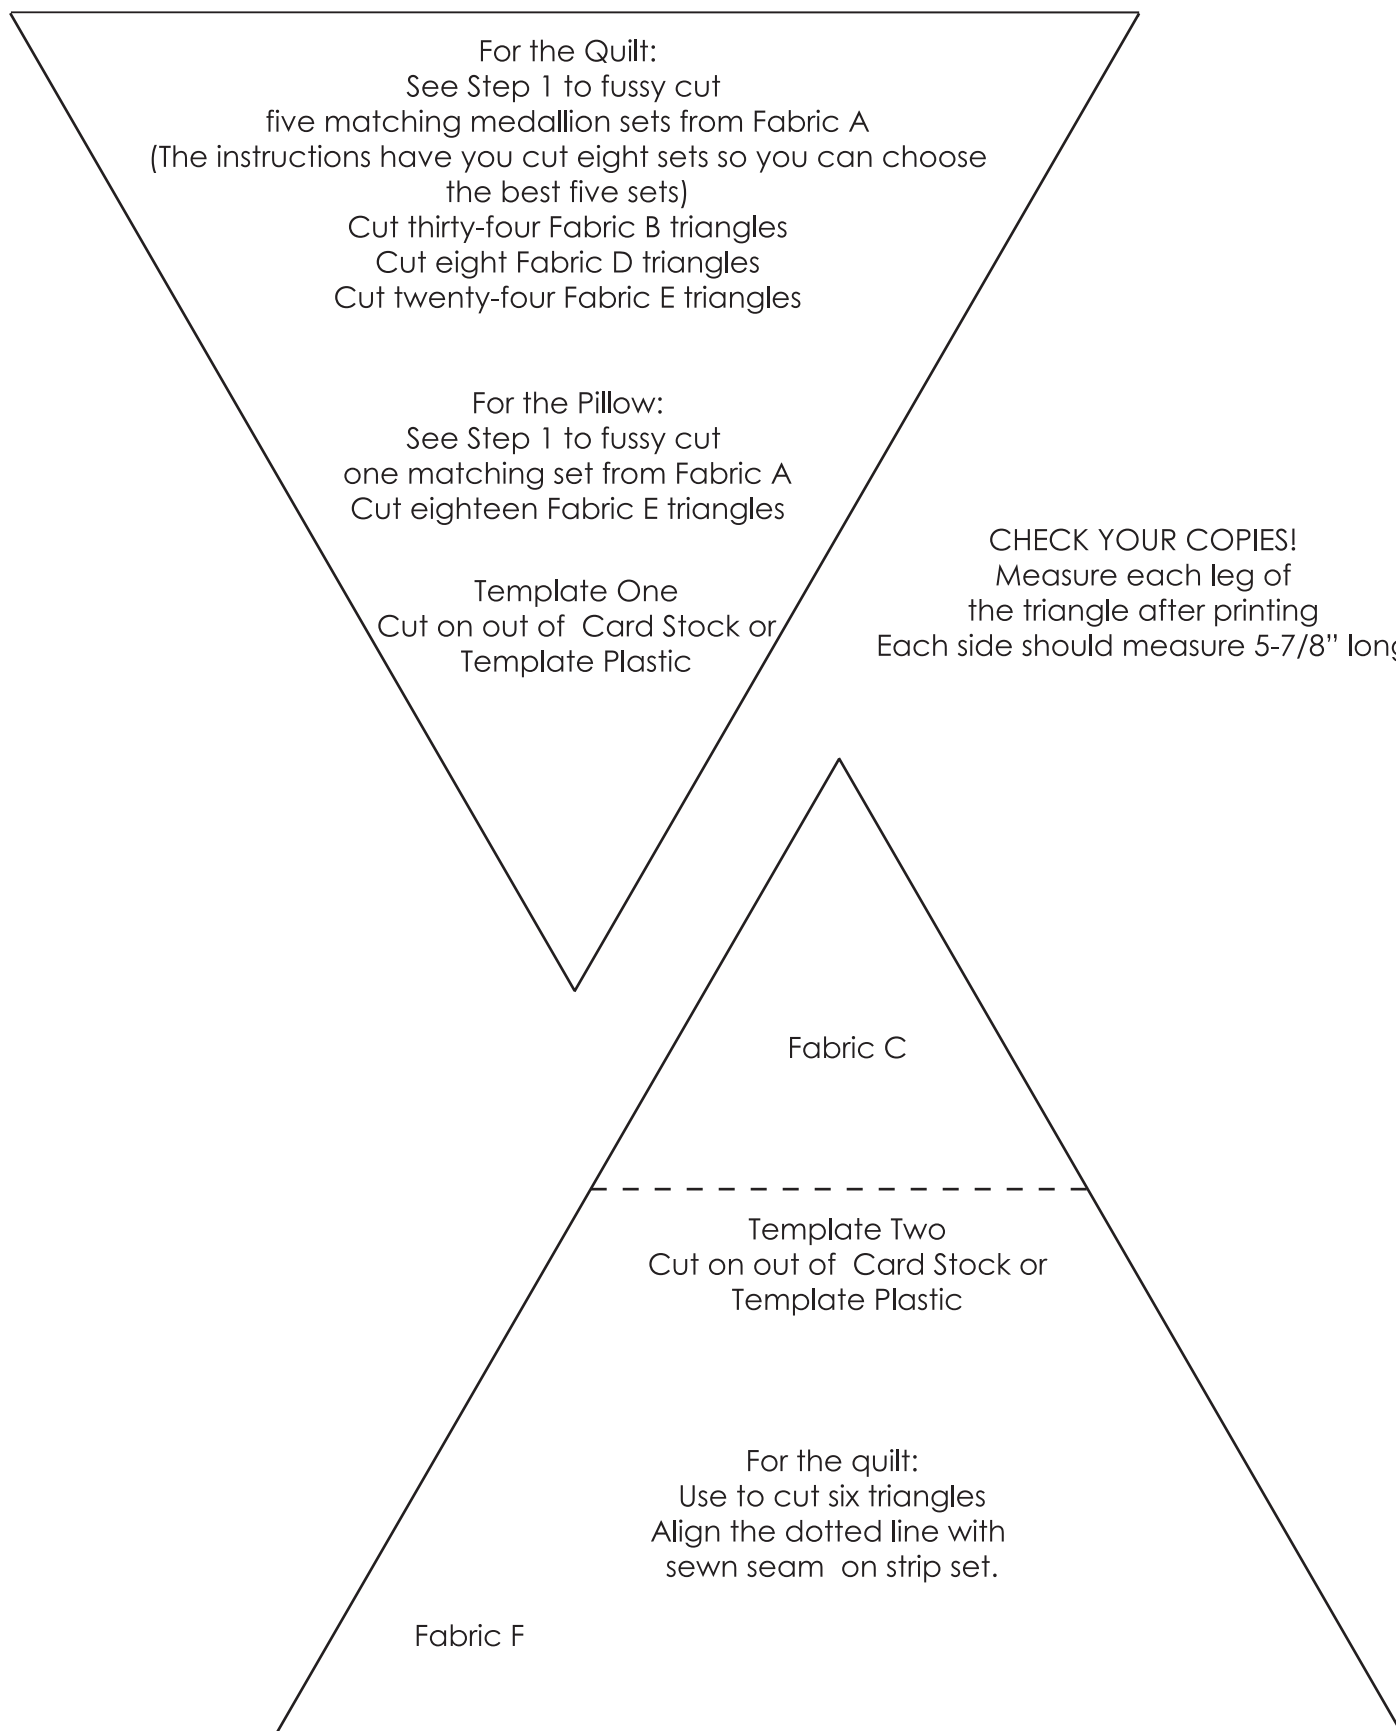 For the Quilt:
See Step 1 to fussy cut
five matching medallion sets from Fabric A
(The instructions have you cut eight sets so you can choose
the best five sets)
Cut thirty-four Fabric B triangles
Cut eight Fabric D triangles
Cut twenty-four Fabric E triangles
For the Pillow:
See Step 1 to fussy cut
one matching set from Fabric A
Cut eighteen Fabric E triangles
Template One
Cut on out of  Card Stock or
Template Plastic
CHECK YOUR COPIES!
Measure each leg of
the triangle after printing
Each side should measure 5-7/8” long
Fabric C
Template Two
Cut on out of  Card Stock or
Template Plastic
For the quilt:
Use to cut six triangles
Align the dotted line with
sewn seam  on strip set.
Fabric F